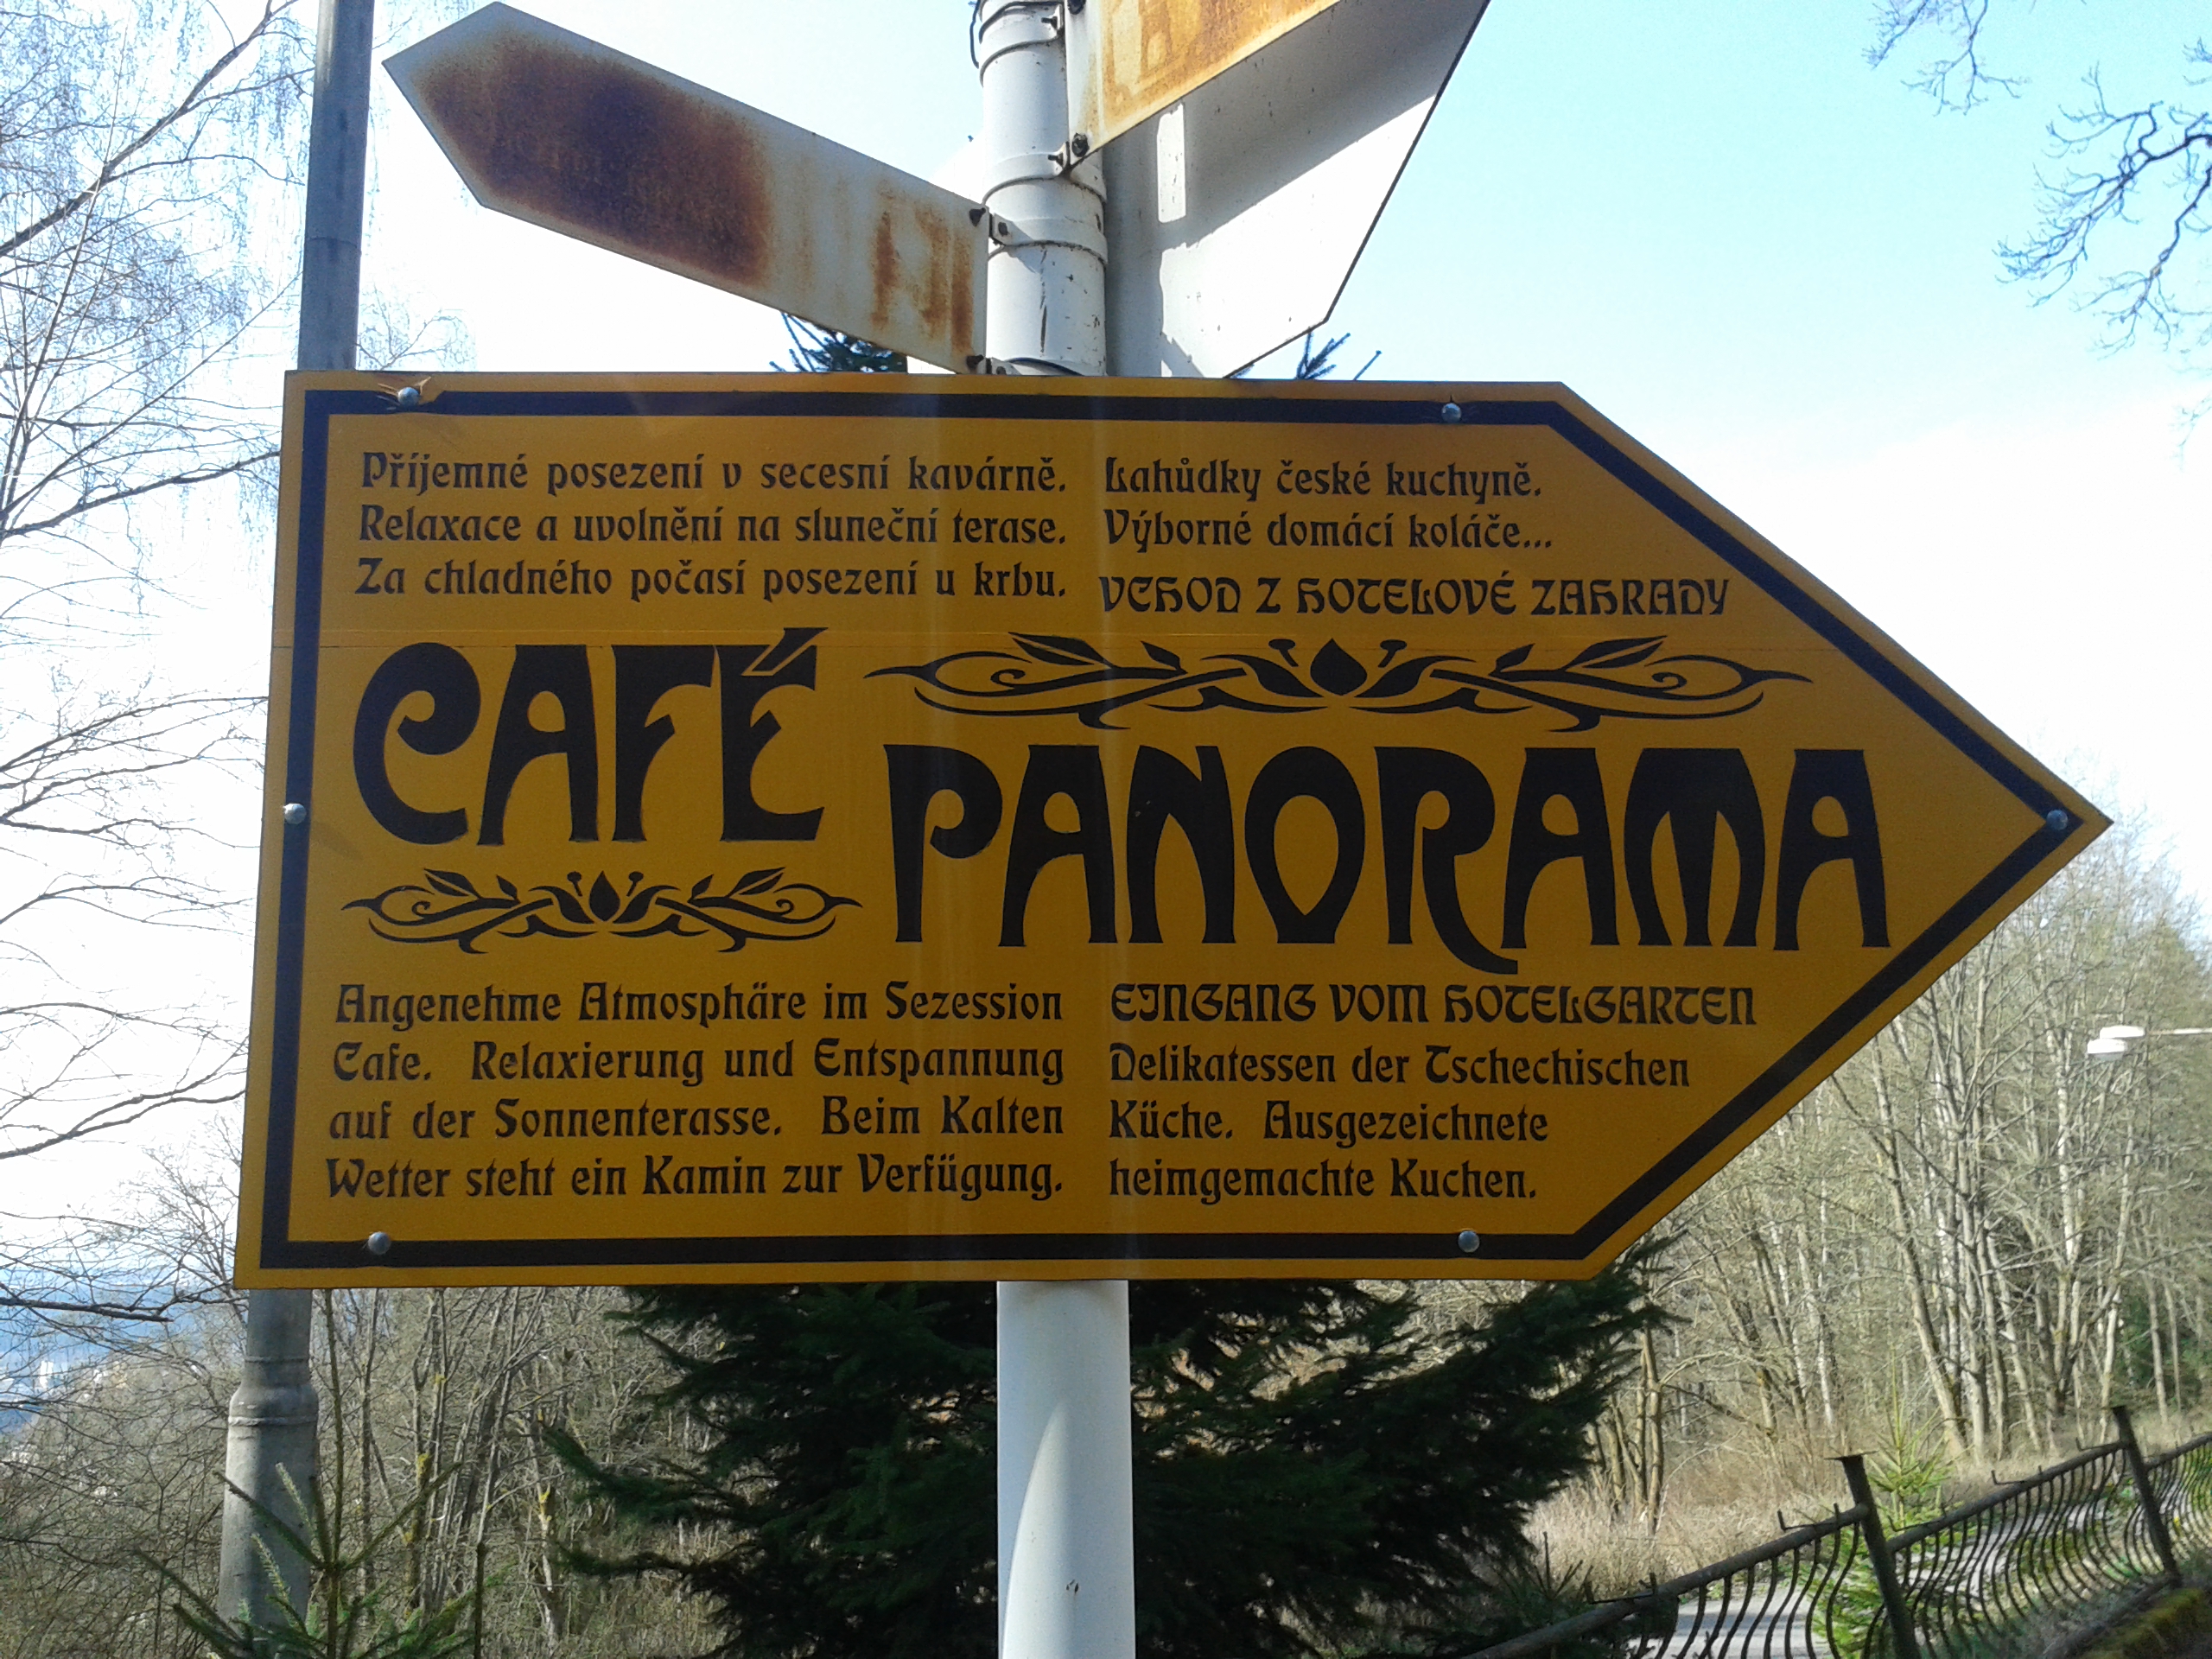 Příjemné posezení v secesní kavárně.
Relaxace a uvolnění na sluneční terase.
Za chladného počasí posezení u krbu.
Lahůdky české kuchyně.
Výborné domácí koláče...
VCHOD Z HOTELOVÉ ZAHRADY
CAFÉ
PANORAMA
Angenehme Atmosphäre im Sezession
Cafe. Relaxierung und Entspannung
auf der Sonnenterasse. Beim Kalten
Wetter steht ein Kamin zur Verfügung.
EINGANG VOM HOTELGARTEN
Delikatessen der Tschechischen
Küche. Ausgezeichnete
heimgemachte Kuchen.